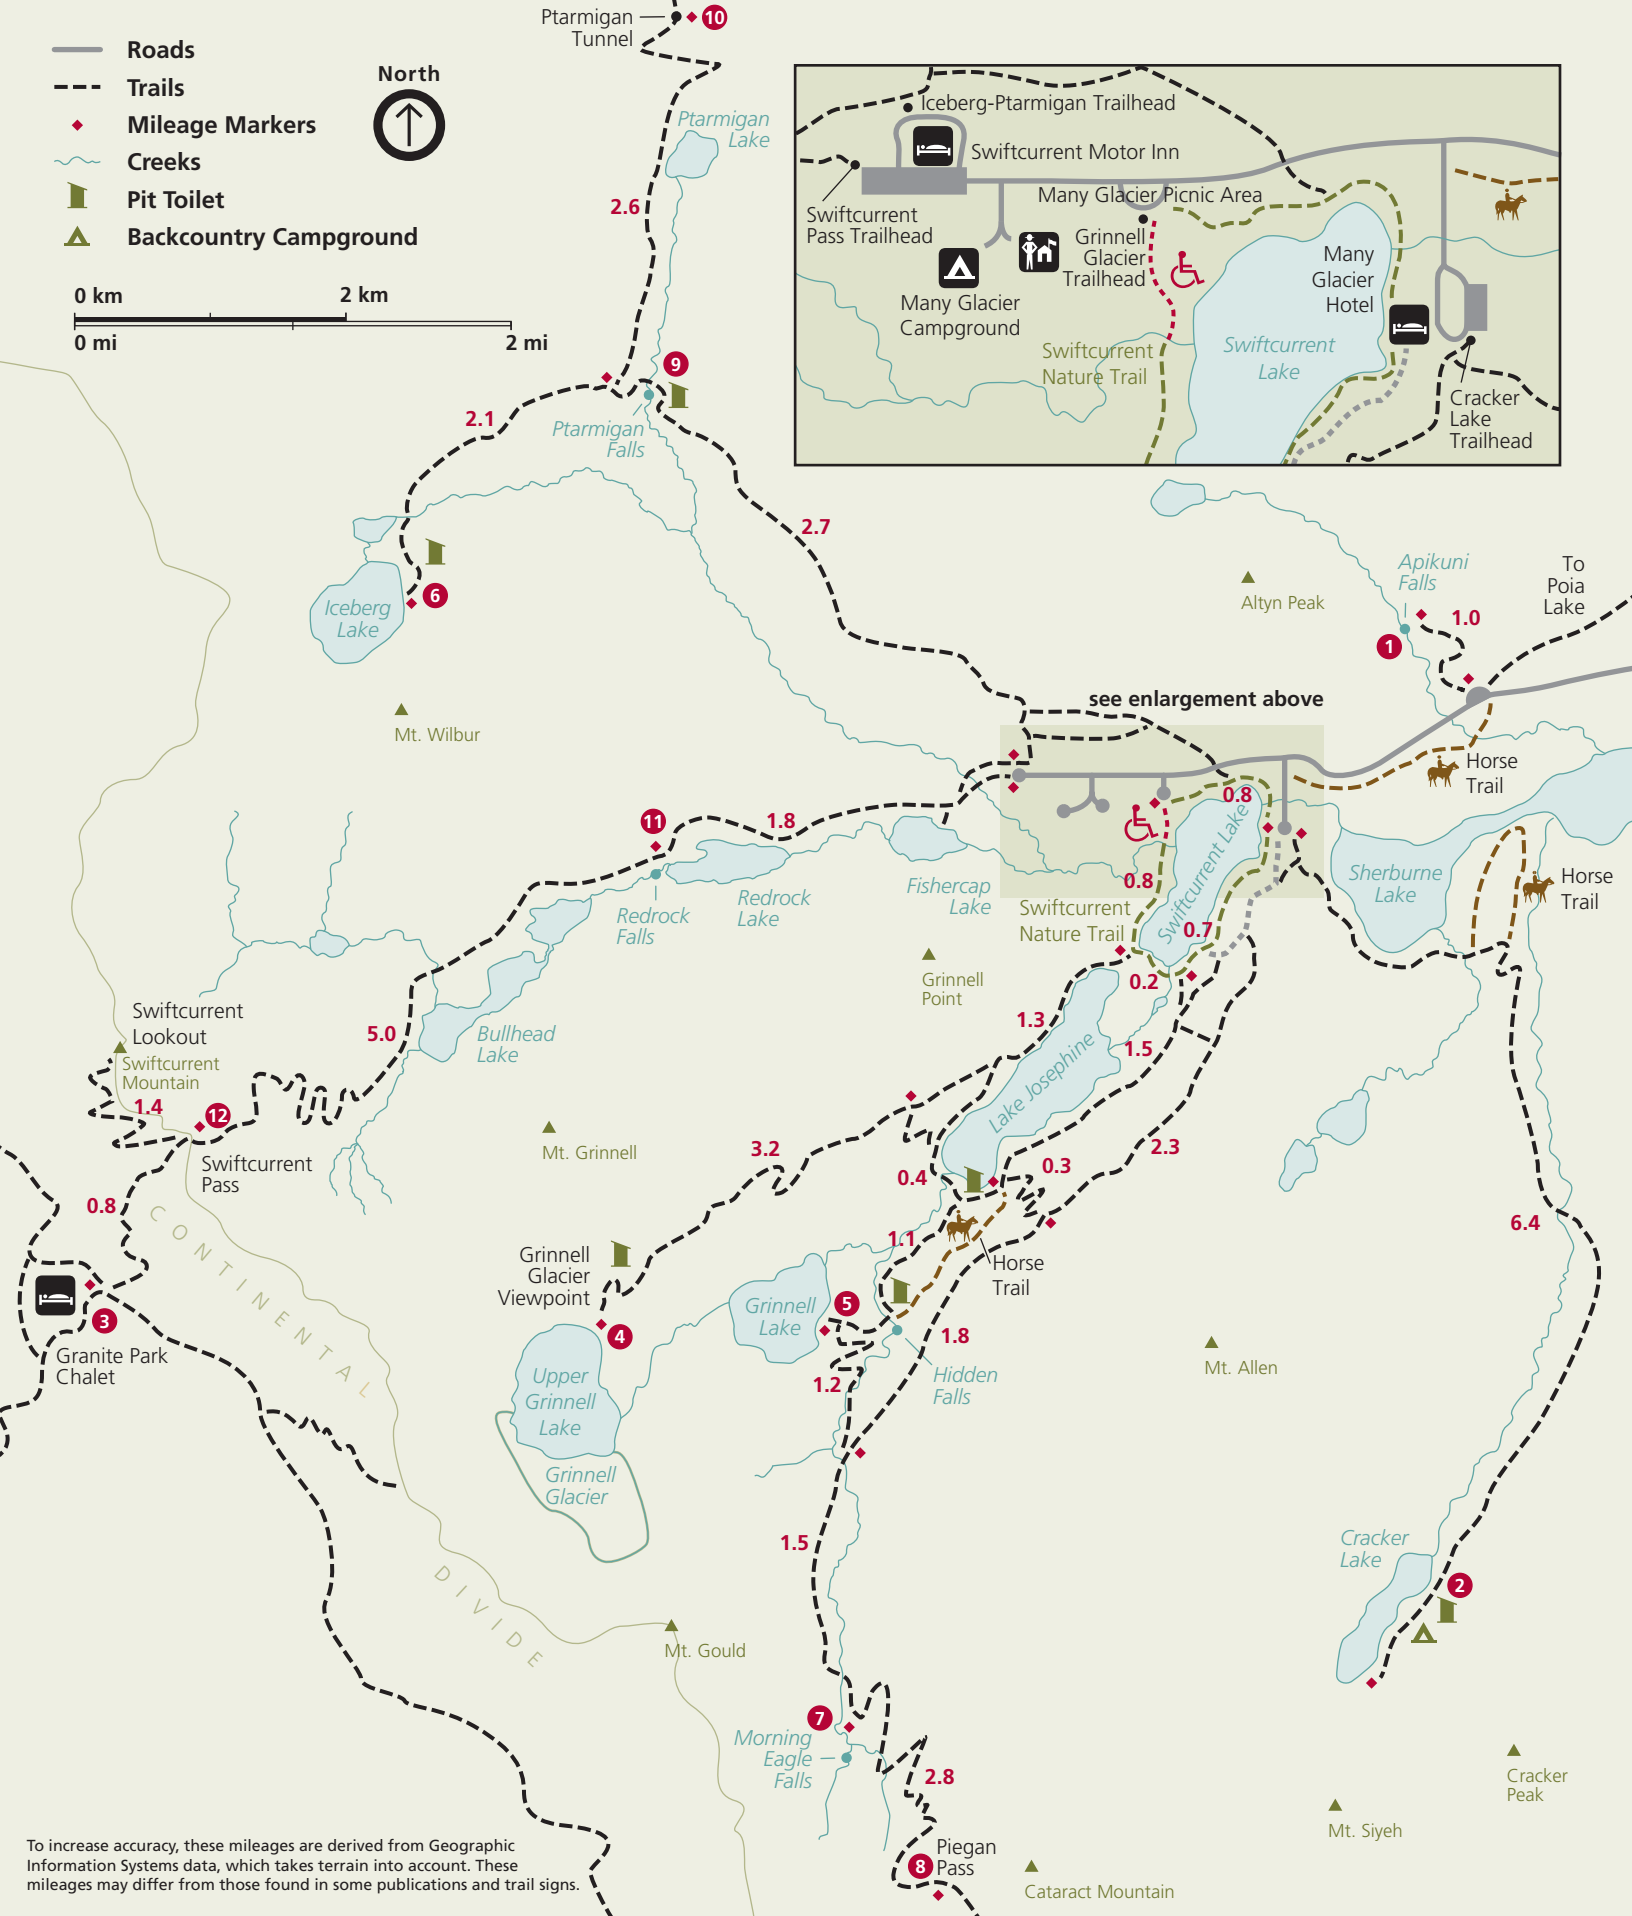 Ptarmigan
Tunnel
10
Roads
Trails
Mileage Markers
Creeks
Pit Toilet
Backcountry Campground
North
0 km
2 km
0 mi
2 mi
Ptarmigan
Lake
2.6
Iceberg-Ptarmigan Trailhead
Swiftcurrent Motor Inn
Many Glacier Picnic Area
Swiftcurrent
Pass Trailhead
Grinnell
Glacier
Trailhead
Many Glacier
Campground
Many
Glacier
Hotel
Swiftcurrent
Nature Trail
Swiftcurrent
Lake
Cracker
Lake
Trailhead
9
2.1
Ptarmigan
Falls
2.7
6
Iceberg
Lake
Altyn Peak
Apikuni
Falls
1.0
1
To
Poia
Lake
Mt. Wilbur
see enlargement above
Horse
Trail
0.8
11
1.8
0.8
Swiftcurrent Lake
Redrock
Falls
Redrock
Lake
Fishercap
Lake
Swiftcurrent
Nature Trail
0.7
Sherburne
Lake
Horse
Trail
Grinnell
Point
0.2
Swiftcurrent
Lookout
Swiftcurrent
Mountain
5.0
Bullhead
Lake
1.3
1.5
Lake Josephine
1.4
12
Swiftcurrent
Pass
Mt. Grinnell
3.2
0.4
0.3
2.3
0.8
6.4
1.1
Horse
Trail
Grinnell
Glacier
Viewpoint
3
Granite Park
Chalet
4
Grinnell
Lake
5
1.8
Hidden
Falls
1.2
Mt. Allen
Upper
Grinnell
Lake
Grinnell
Glacier
CONTINENTAL
DIVIDE
1.5
Cracker
Lake
2
Mt. Gould
7
Morning
Eagle
Falls
2.8
Cracker
Peak
Mt. Siyeh
Piegan
Pass
8
Cataract Mountain
To increase accuracy, these mileages are derived from Geographic
Information Systems data, which takes terrain into account. These
mileages may differ from those found in some publications and trail signs.